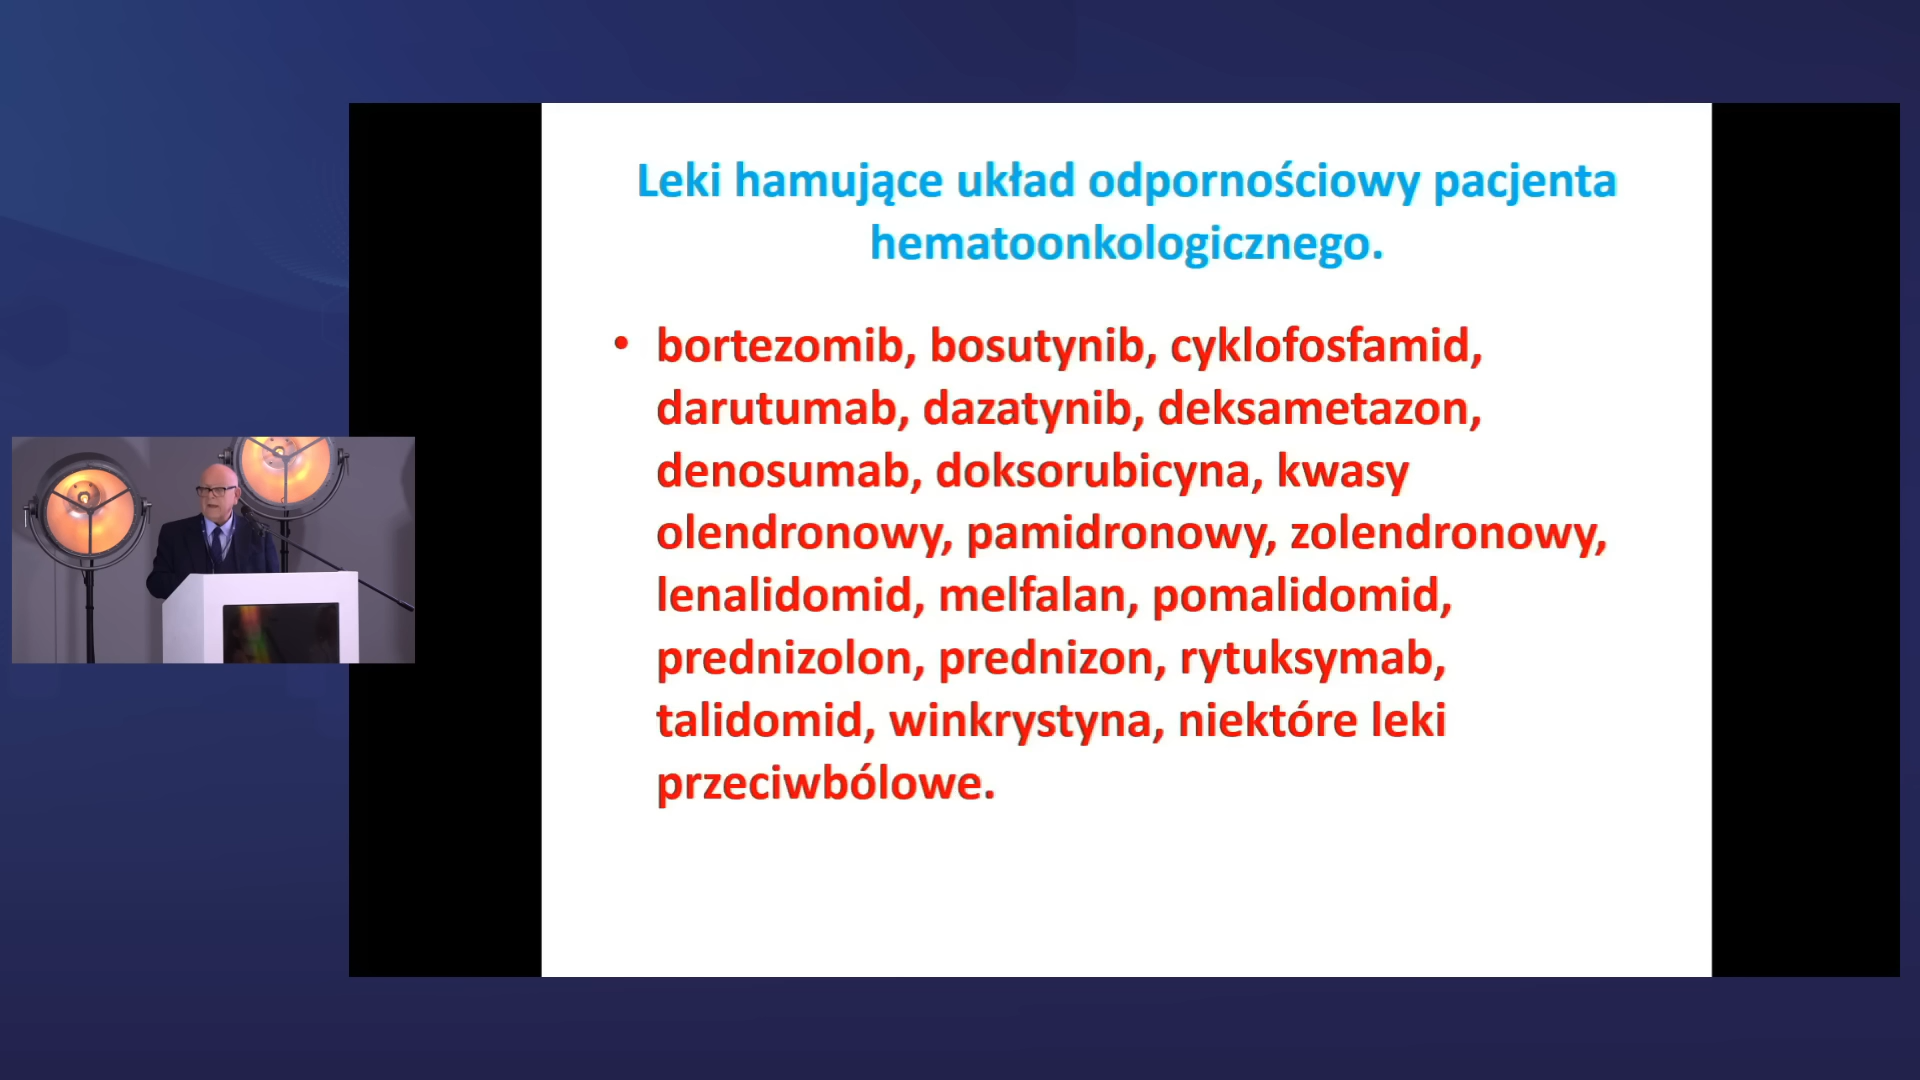 Leki hamujące układ odpornościowy pacjenta
hematoonkologicznego.
• bortezomib, bosutynib, cyklofosfamid,
darutumab, dazatynib, deksametazon,
denosumab, doksorubicyna, kwasy
olendronowy, pamidronowy, zolendronowy,
lenalidomid, melfalan, pomalidomid,
prednizolon, prednizon, rytuksymab,
talidomid, winkrystyna, niektóre leki
przeciwbólowe.